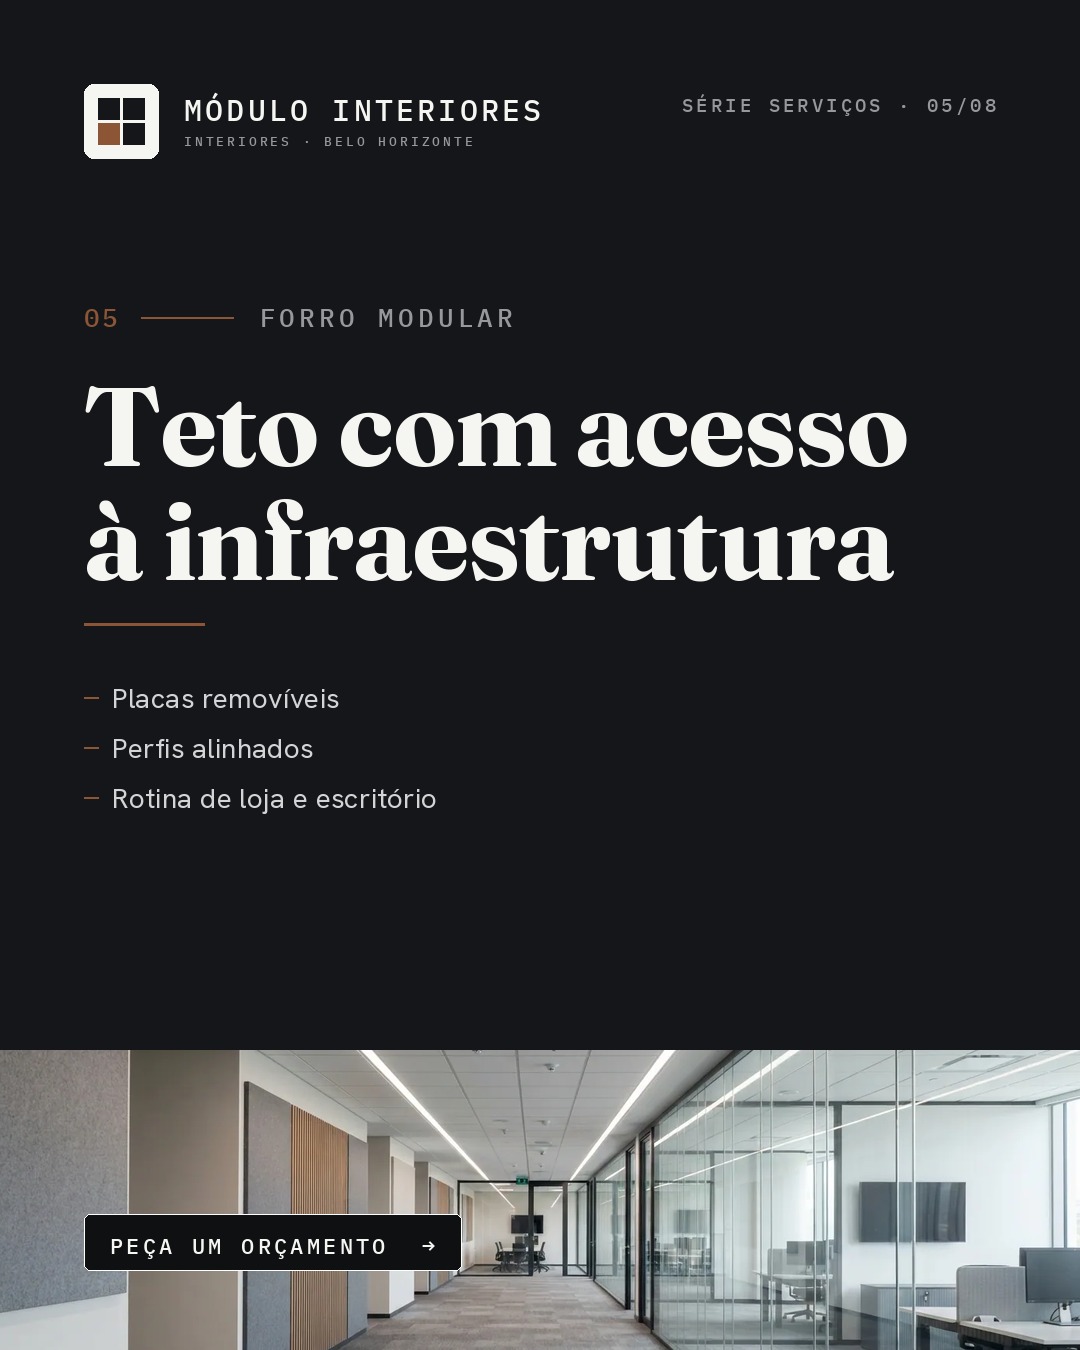 MÓDULO INTERIORES
INTERIORES · BELO HORIZONTE
SÉRIE SERVIÇOS · 05/08
05 FORRO MODULAR
Teto com acesso
à infraestrutura
— Placas removíveis
— Perfis alinhados
— Rotina de loja e escritório
PEÇA UM ORÇAMENTO →